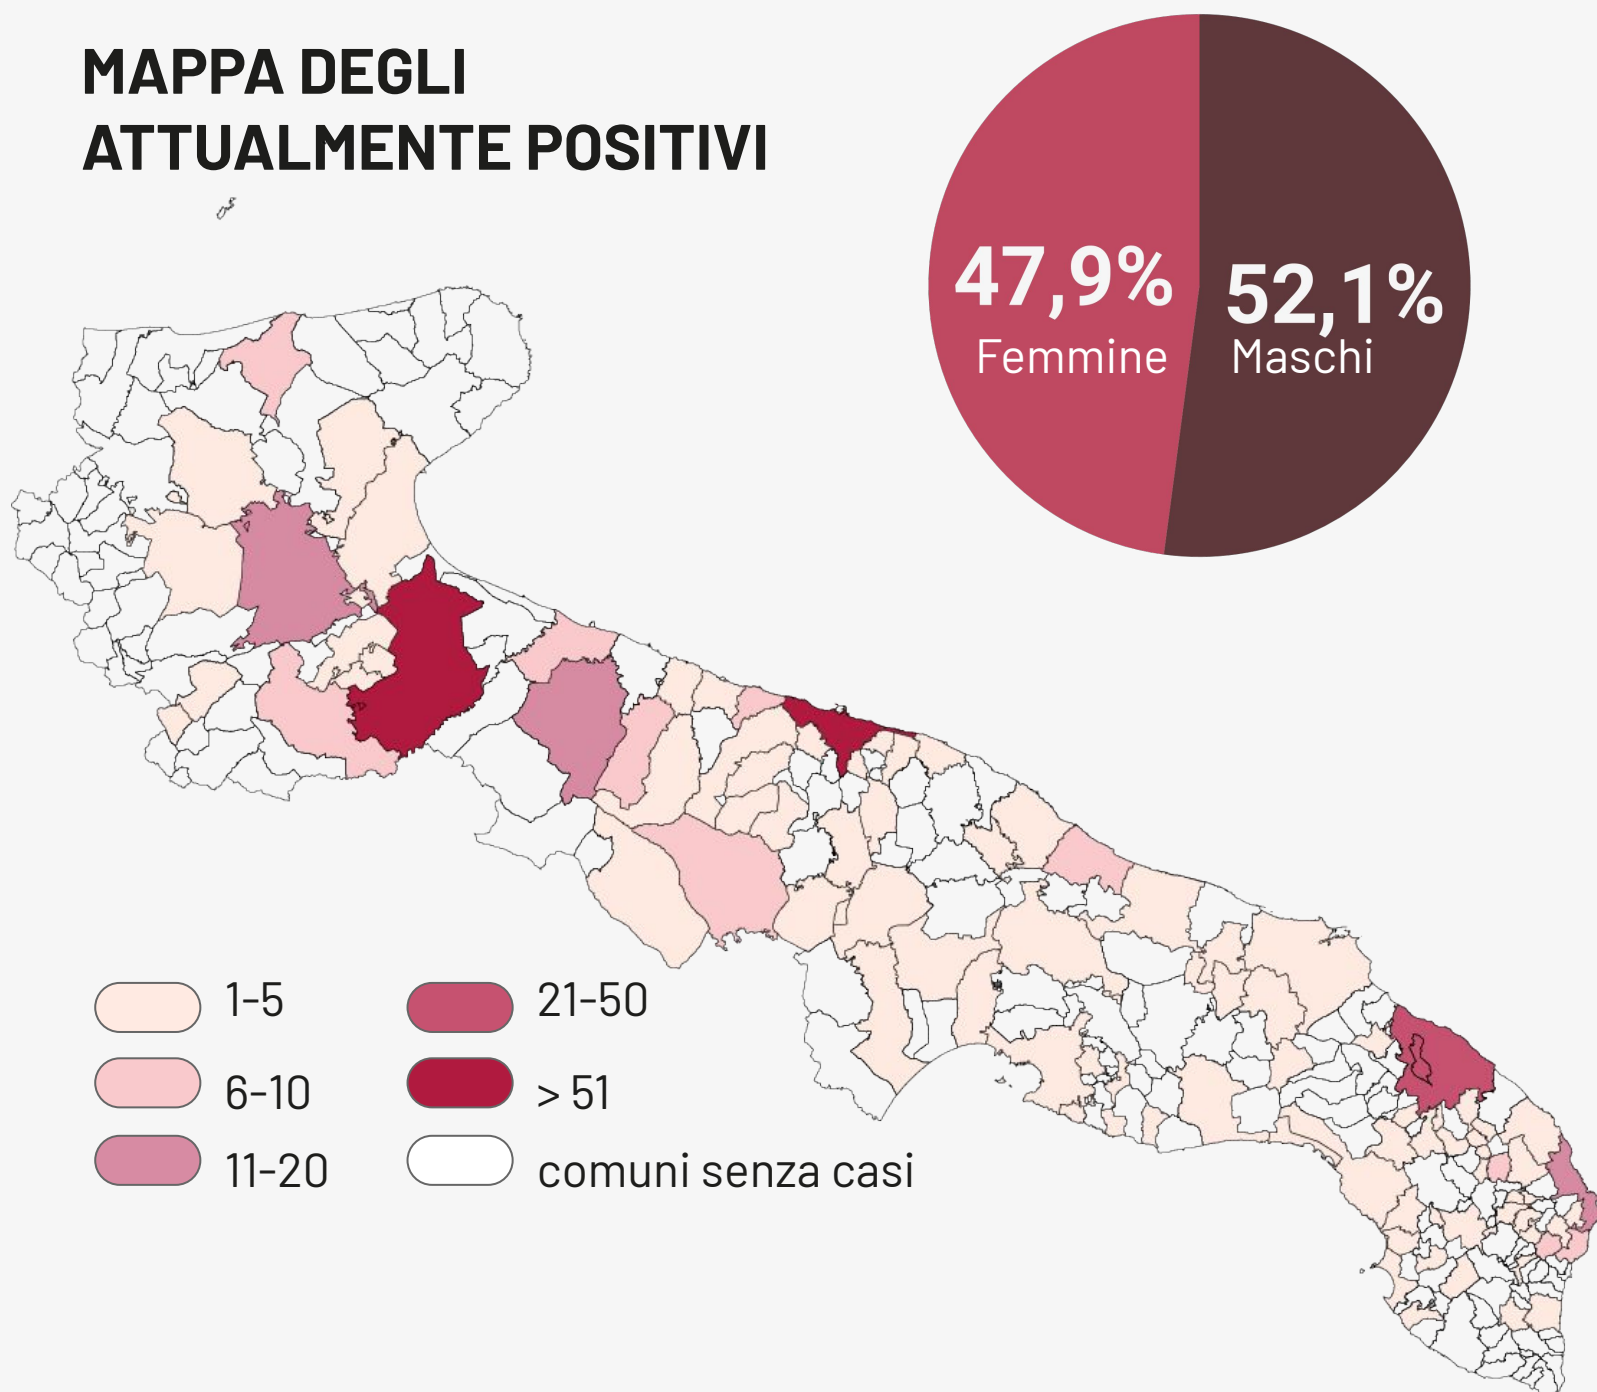 MAPPA DEGLI
ATTUALMENTE POSITIVI
47,9%
Femmine
52,1%
Maschi
1-5
6-10
11-20
21-50
> 51
comuni senza casi